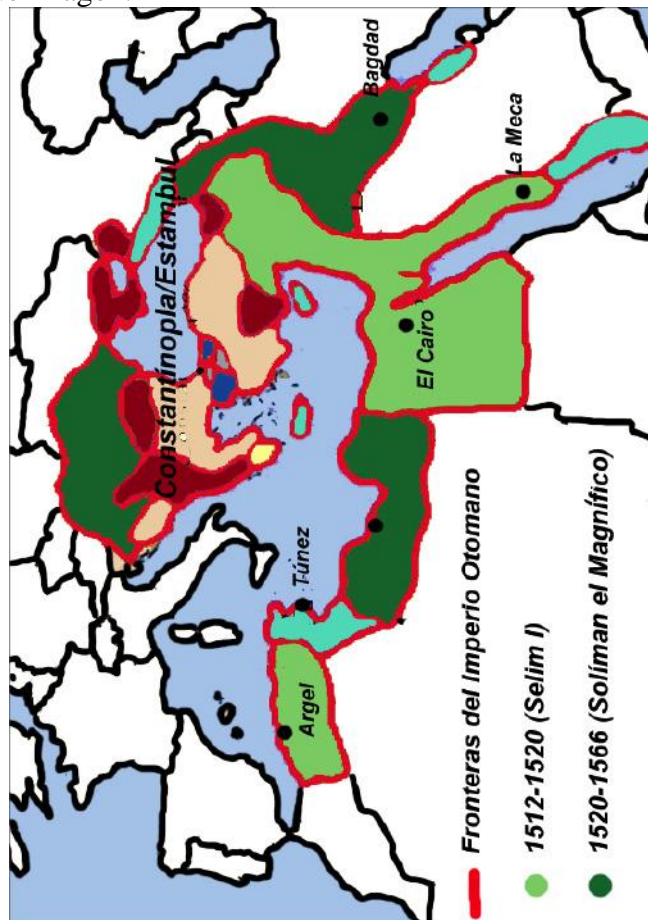 Constantinopla/Estambul
Túnez
Argel
Bagdad
El Cairo
La Meca
Fronteras del Imperio Otomano
1512-1520 (Selim I)
1520-1566 (Solíman el Magnífico)